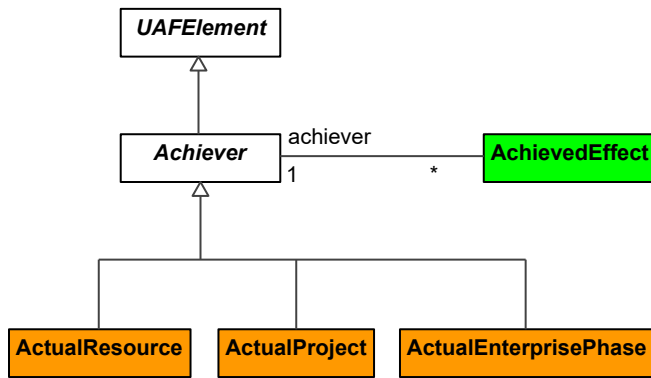 UAFElement
Achiever
achiever
1
*
AchievedEffect
ActualResource
ActualProject
ActualEnterprisePhase